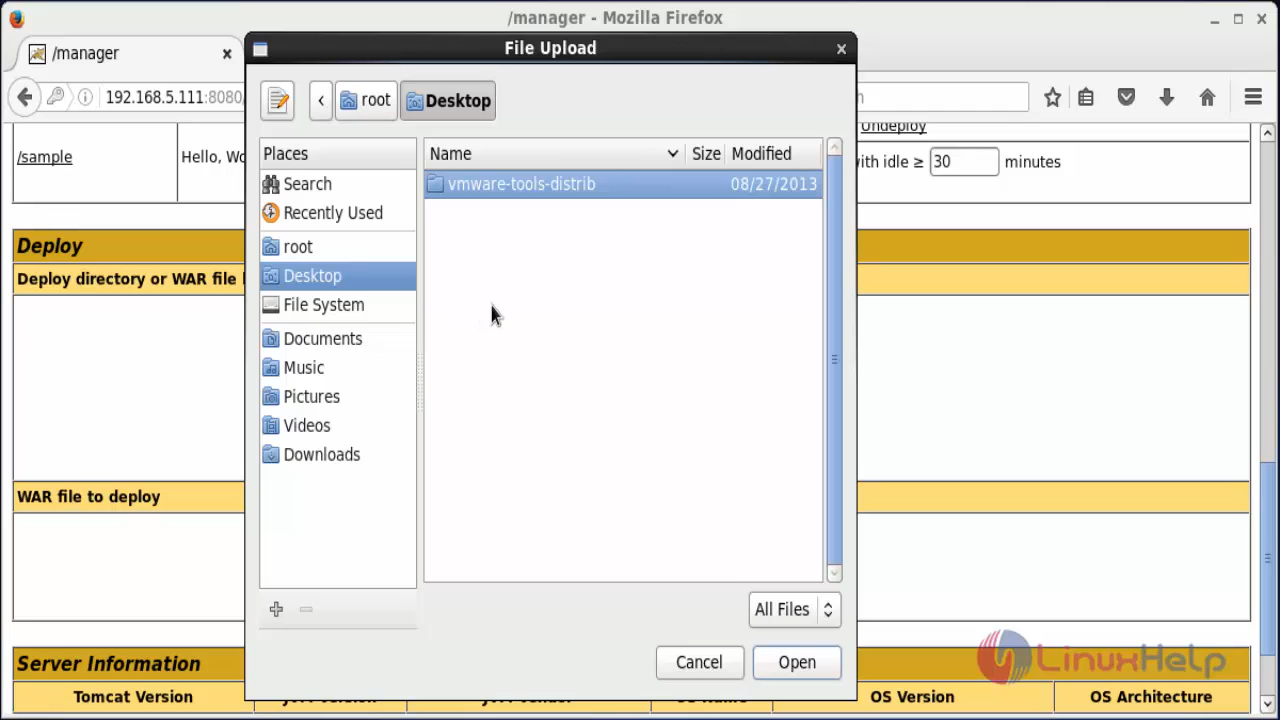 /manager - Mozilla Firefox
/manager
192.168.5.111:8080/
File Upload
root
Desktop
Places
Search
Recently Used
root
Desktop
File System
Documents
Music
Pictures
Videos
Downloads
Name Size Modified
vmware-tools-distrib 08/27/2013
All Files
Cancel Open
/sample Hello, Wo
Undeploy
with idle ≥ 30 minutes
Deploy
Deploy directory or WAR file l
WAR file to deploy
Server Information
Tomcat Version OS Version OS Architecture
LinuxHelp